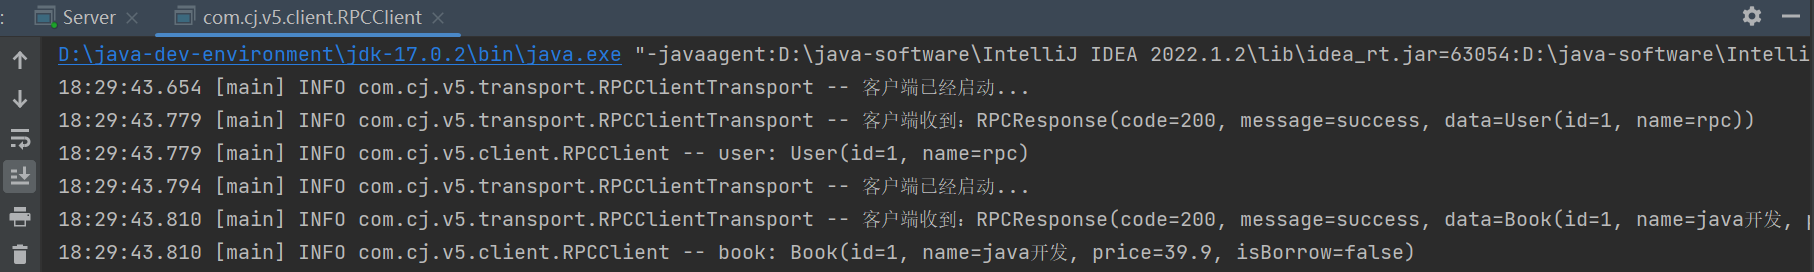 : Server × com.cj.v5.client.RPCClient ×
D:\java-dev-environment\jdk-17.0.2\bin\java.exe "-javaagent:D:\java-software\IntelliJ IDEA 2022.1.2\lib\idea_rt.jar=63054:D:\java-software\Intelli
18:29:43.654 [main] INFO com.cj.v5.transport.RPCClientTransport -- 客户端已经启动...
18:29:43.779 [main] INFO com.cj.v5.transport.RPCClientTransport -- 客户端收到：RPCResponse(code=200, message=success, data=User(id=1, name=rpc))
18:29:43.779 [main] INFO com.cj.v5.client.RPCClient -- user: User(id=1, name=rpc)
18:29:43.794 [main] INFO com.cj.v5.transport.RPCClientTransport -- 客户端已经启动...
18:29:43.810 [main] INFO com.cj.v5.transport.RPCClientTransport -- 客户端收到：RPCResponse(code=200, message=success, data=Book(id=1, name=java开发,
18:29:43.810 [main] INFO com.cj.v5.client.RPCClient -- book: Book(id=1, name=java开发, price=39.9, isBorrow=false)